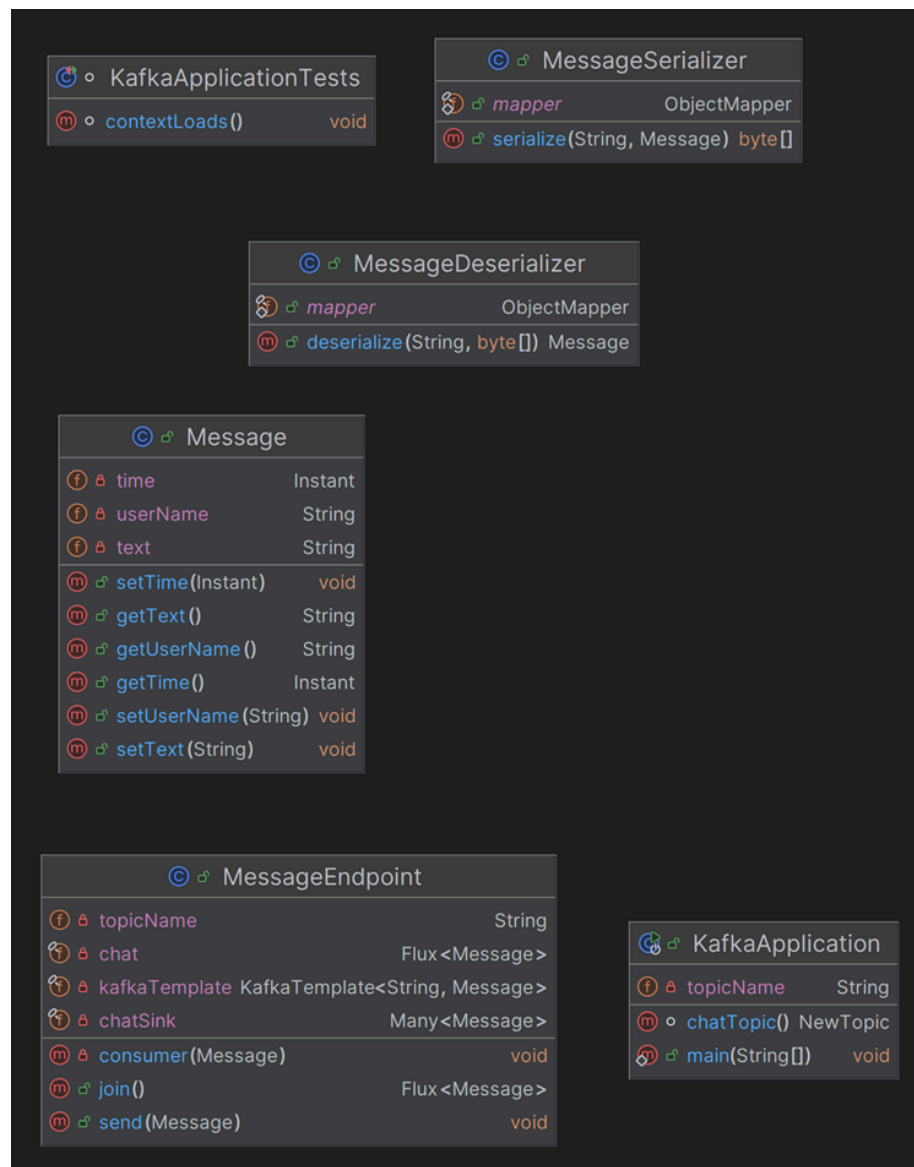 KafkaApplicationTests
contextLoads() void
MessageSerializer
mapper ObjectMapper
serialize(String, Message) byte[]
MessageDeserializer
mapper ObjectMapper
deserialize(String, byte[]) Message
Message
time Instant
userName String
text String
setTime(Instant) void
getText() String
getUserName() String
getTime() Instant
setUserName(String) void
setText(String) void
MessageEndpoint
topicName String
chat Flux<Message>
kafkaTemplate KafkaTemplate<String, Message>
chatSink Many<Message>
consumer(Message) void
join() Flux<Message>
send(Message) void
KafkaApplication
topicName String
chatTopic() NewTopic
main(String[]) void